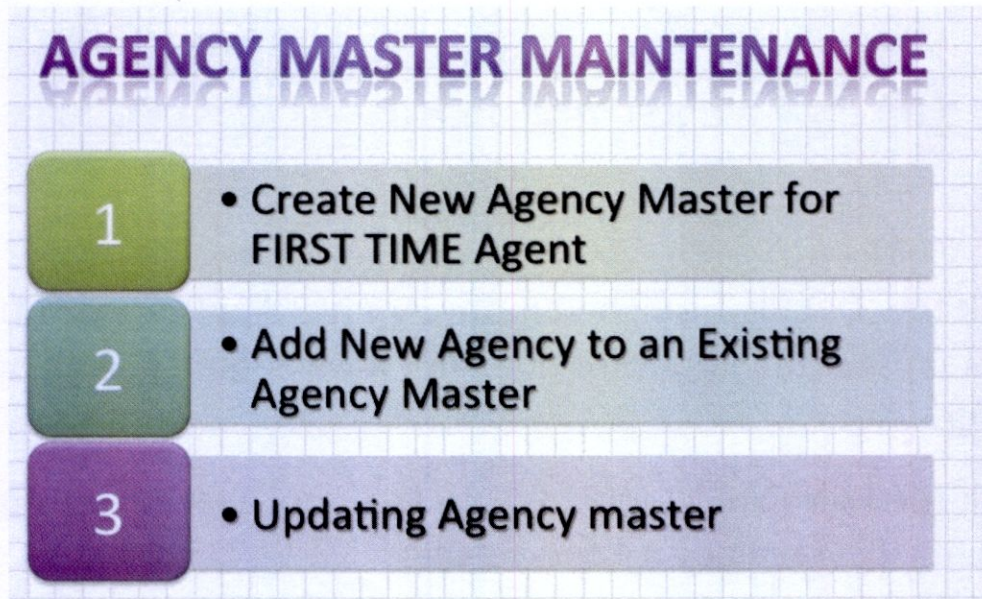 AGENCY MASTER MAINTENANCE
1
• Create New Agency Master for
FIRST TIME Agent
2
• Add New Agency to an Existing
Agency Master
3
• Updating Agency master